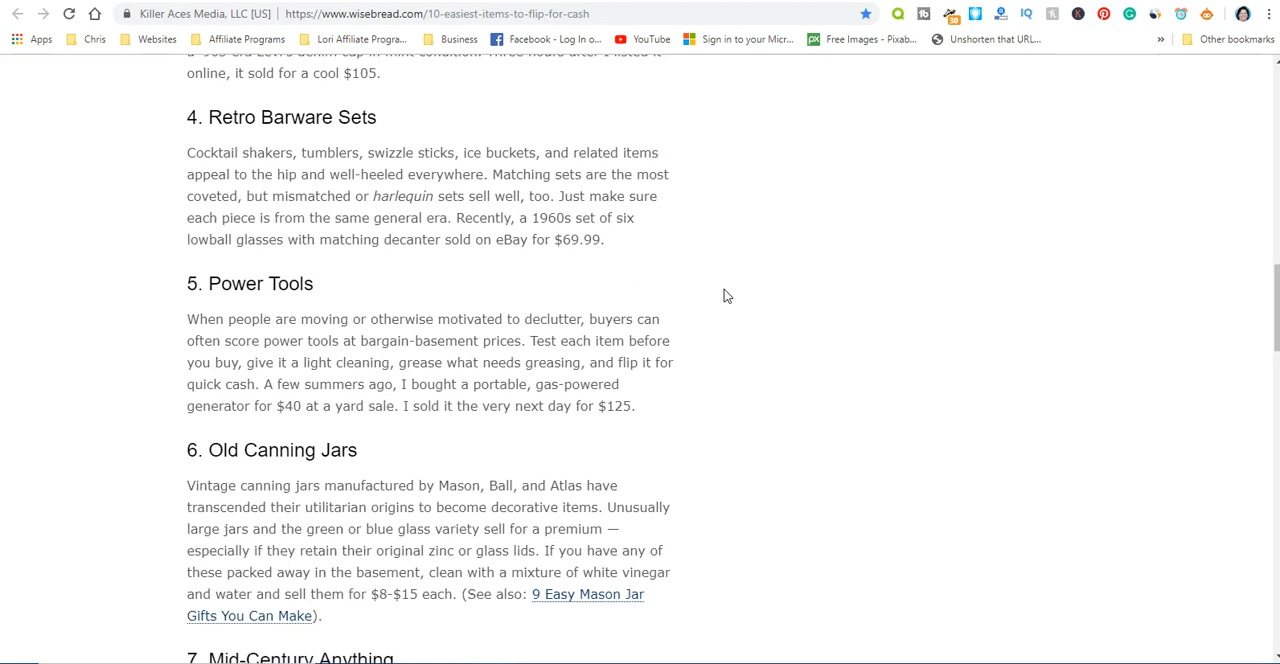 Killer Aces Media, LLC [US] https://www.wisebread.com/10-easiest-items-to-flip-for-cash
Apps Chris Websites Affiliate Programs Lori Affiliate Progra... Business Facebook - Log In o... YouTube Sign in to your Micr... Free Images - Pixab... Unshorten that URL... » Other bookmarks
online, it sold for a cool $105.
4. Retro Barware Sets
Cocktail shakers, tumblers, swizzle sticks, ice buckets, and related items
appeal to the hip and well-heeled everywhere. Matching sets are the most
coveted, but mismatched or harlequin sets sell well, too. Just make sure
each piece is from the same general era. Recently, a 1960s set of six
lowball glasses with matching decanter sold on eBay for $69.99.
5. Power Tools
When people are moving or otherwise motivated to declutter, buyers can
often score power tools at bargain-basement prices. Test each item before
you buy, give it a light cleaning, grease what needs greasing, and flip it for
quick cash. A few summers ago, I bought a portable, gas-powered
generator for $40 at a yard sale. I sold it the very next day for $125.
6. Old Canning Jars
Vintage canning jars manufactured by Mason, Ball, and Atlas have
transcended their utilitarian origins to become decorative items. Unusually
large jars and the green or blue glass variety sell for a premium —
especially if they retain their original zinc or glass lids. If you have any of
these packed away in the basement, clean with a mixture of white vinegar
and water and sell them for $8-$15 each. (See also: 9 Easy Mason Jar
Gifts You Can Make).
7. Mid-Century Anything